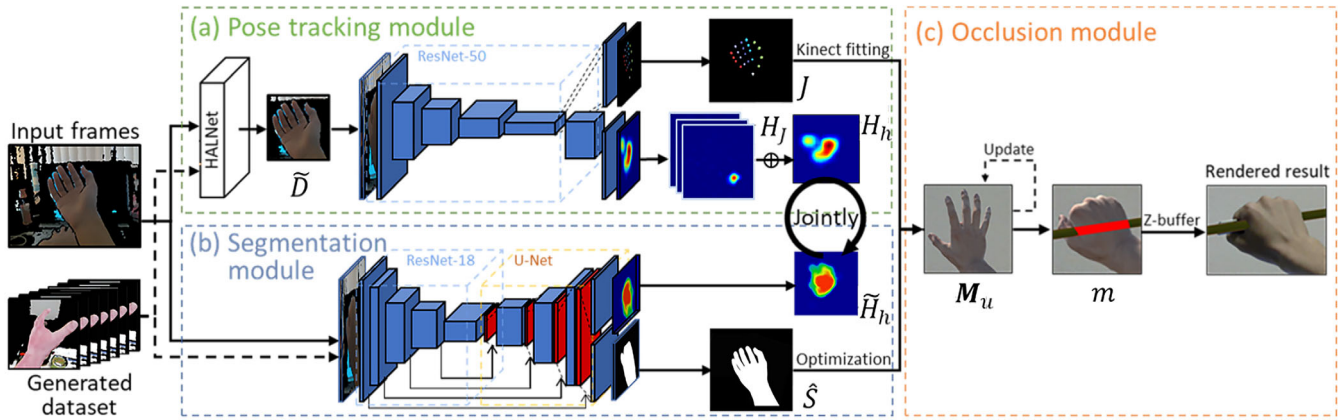 (a) Pose tracking module
ResNet-50
HALNet
D̃
Kinect fitting
J
H_J
⊕
H_h
Input frames
Jointly
(b) Segmentation
module
ResNet-18
U-Net
H̃_h
Optimization
Ŝ
Generated
dataset
(c) Occlusion module
Update
M_u
m
Z-buffer
Rendered result